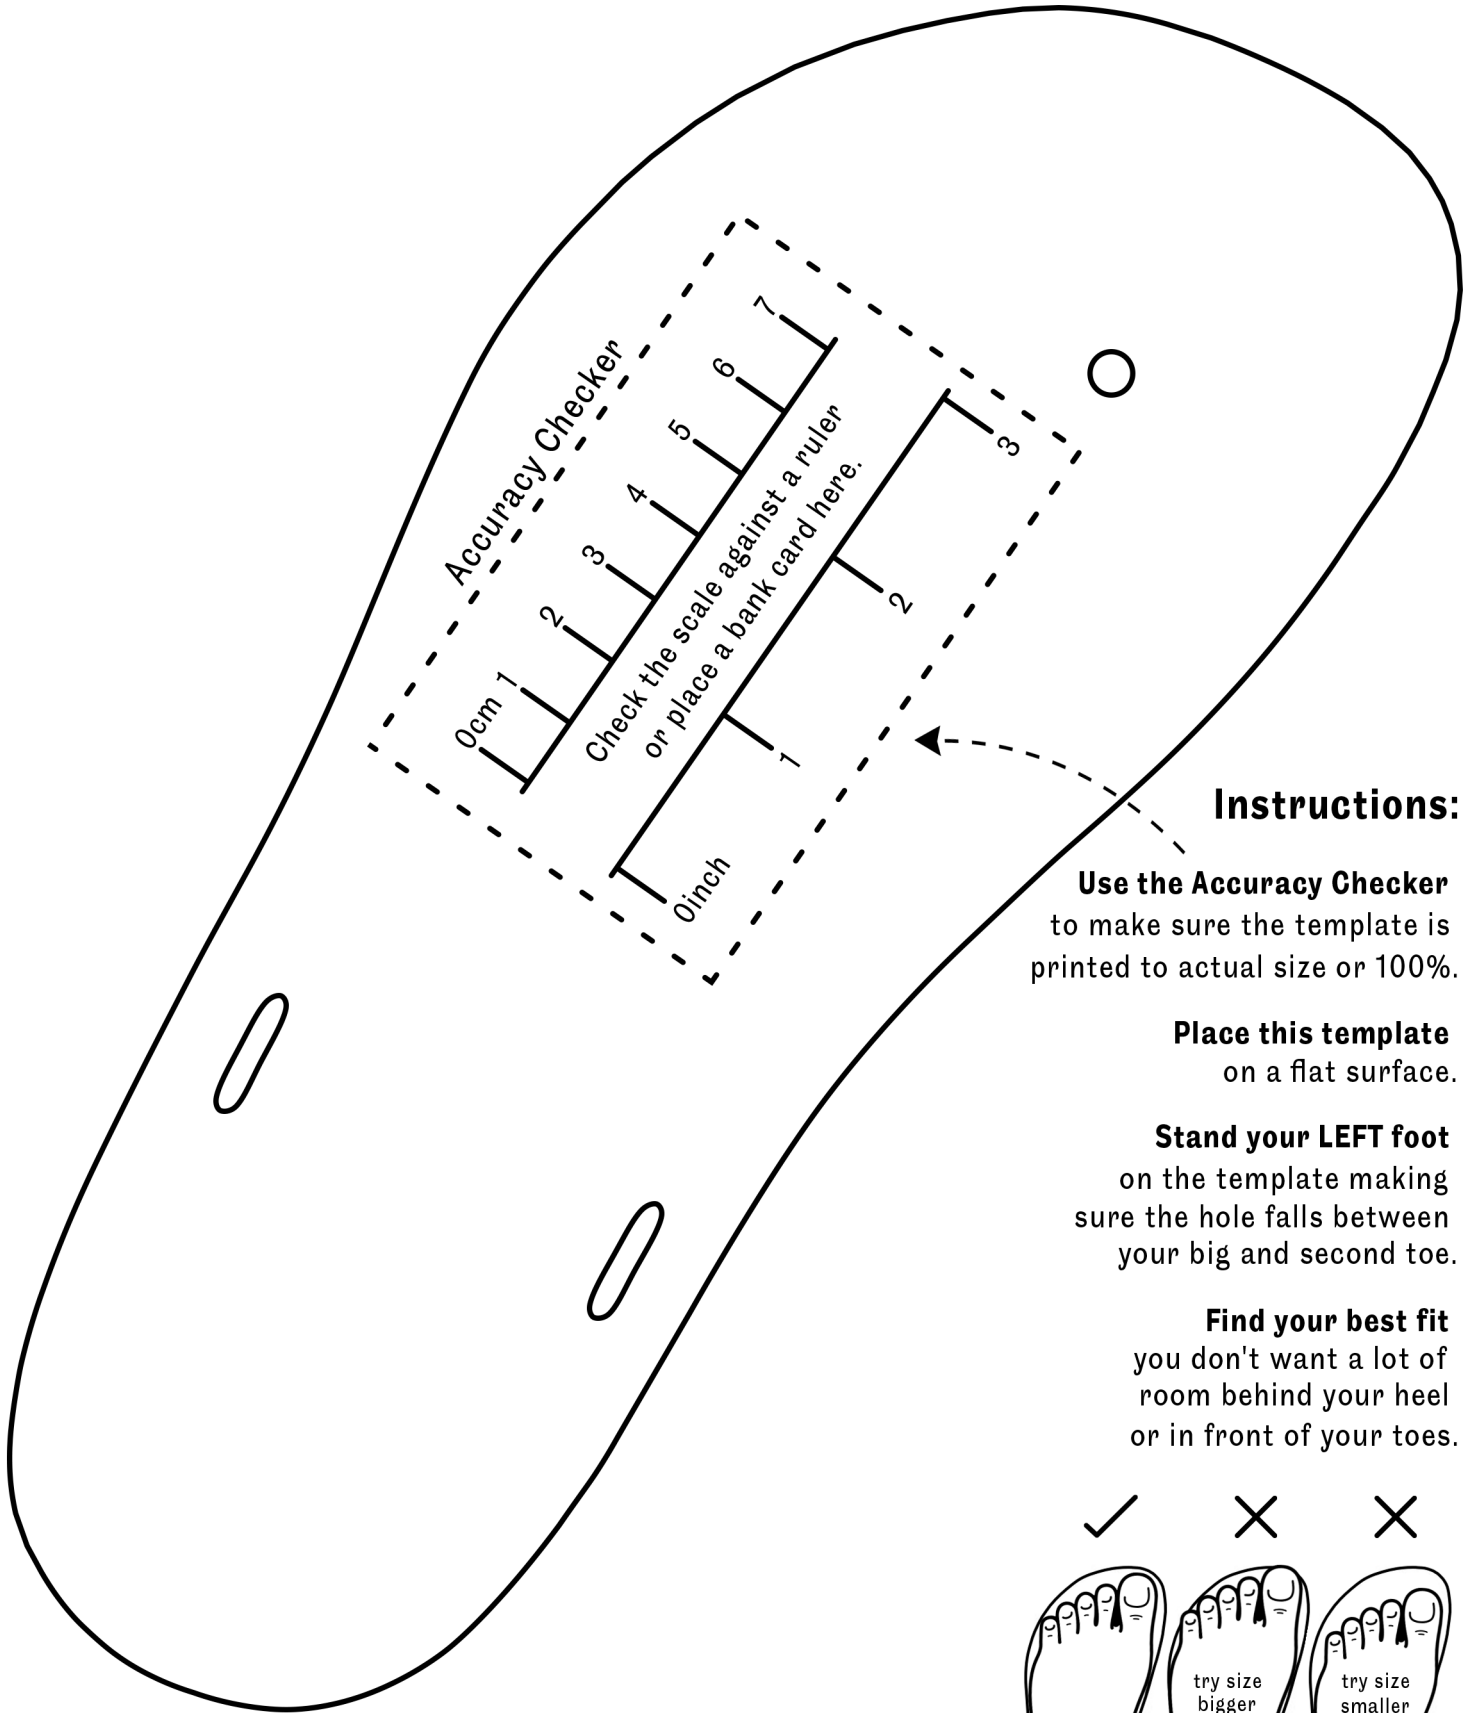 Accuracy Checker
7
6
5
4
3
2
1
0cm
Check the scale against a ruler
or place a bank card here.
3
2
1
0inch
Instructions:
Use the Accuracy Checker
to make sure the template is
printed to actual size or 100%.
Place this template
on a flat surface.
Stand your LEFT foot
on the template making
sure the hole falls between
your big and second toe.
Find your best fit
you don't want a lot of
room behind your heel
or in front of your toes.
try size
bigger
try size
smaller